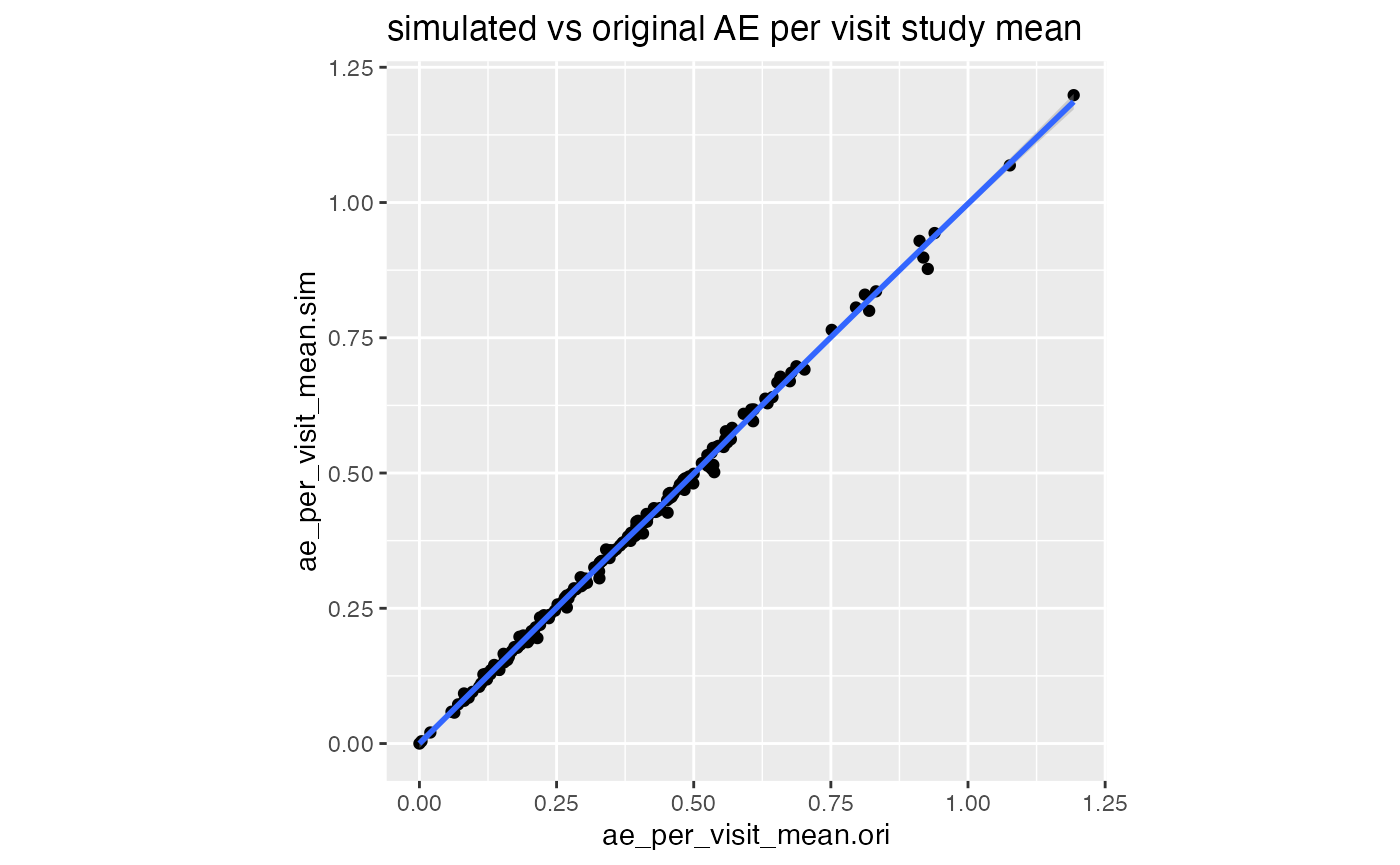 simulated vs original AE per visit study mean
1.25
1.00
0.75
0.50
0.25
0.00
ae_per_visit_mean.sim
0.00 0.25 0.50 0.75 1.00 1.25
ae_per_visit_mean.ori